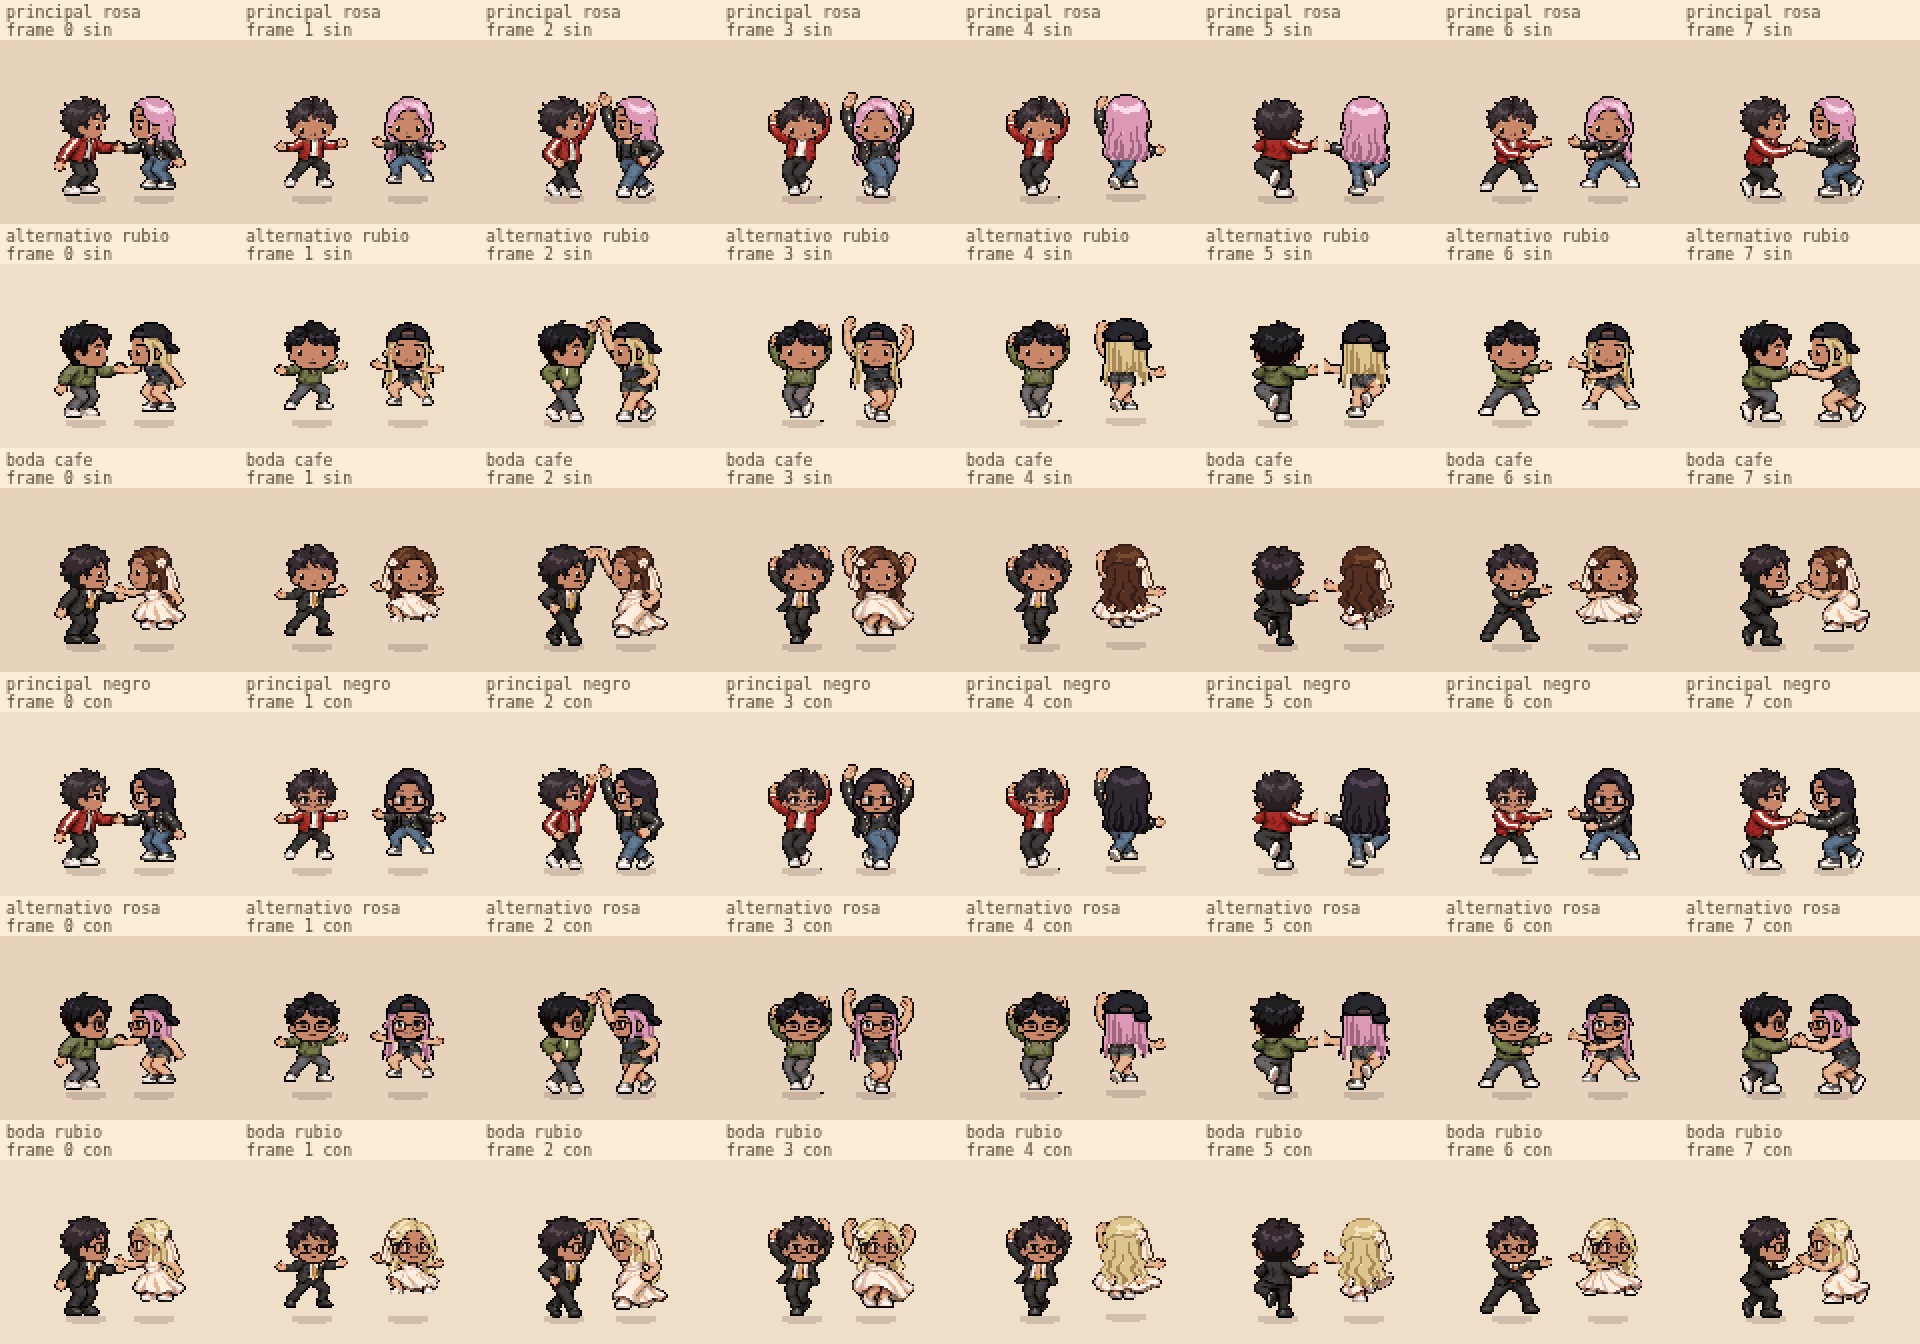 principal rosa
frame 0 sin
principal rosa
frame 1 sin
principal rosa
frame 2 sin
principal rosa
frame 3 sin
principal rosa
frame 4 sin
principal rosa
frame 5 sin
principal rosa
frame 6 sin
principal rosa
frame 7 sin
alternativo rubio
frame 0 sin
alternativo rubio
frame 1 sin
alternativo rubio
frame 2 sin
alternativo rubio
frame 3 sin
alternativo rubio
frame 4 sin
alternativo rubio
frame 5 sin
alternativo rubio
frame 6 sin
alternativo rubio
frame 7 sin
boda cafe
frame 0 sin
boda cafe
frame 1 sin
boda cafe
frame 2 sin
boda cafe
frame 3 sin
boda cafe
frame 4 sin
boda cafe
frame 5 sin
boda cafe
frame 6 sin
boda cafe
frame 7 sin
principal negro
frame 0 con
principal negro
frame 1 con
principal negro
frame 2 con
principal negro
frame 3 con
principal negro
frame 4 con
principal negro
frame 5 con
principal negro
frame 6 con
principal negro
frame 7 con
alternativo rosa
frame 0 con
alternativo rosa
frame 1 con
alternativo rosa
frame 2 con
alternativo rosa
frame 3 con
alternativo rosa
frame 4 con
alternativo rosa
frame 5 con
alternativo rosa
frame 6 con
alternativo rosa
frame 7 con
boda rubio
frame 0 con
boda rubio
frame 1 con
boda rubio
frame 2 con
boda rubio
frame 3 con
boda rubio
frame 4 con
boda rubio
frame 5 con
boda rubio
frame 6 con
boda rubio
frame 7 con